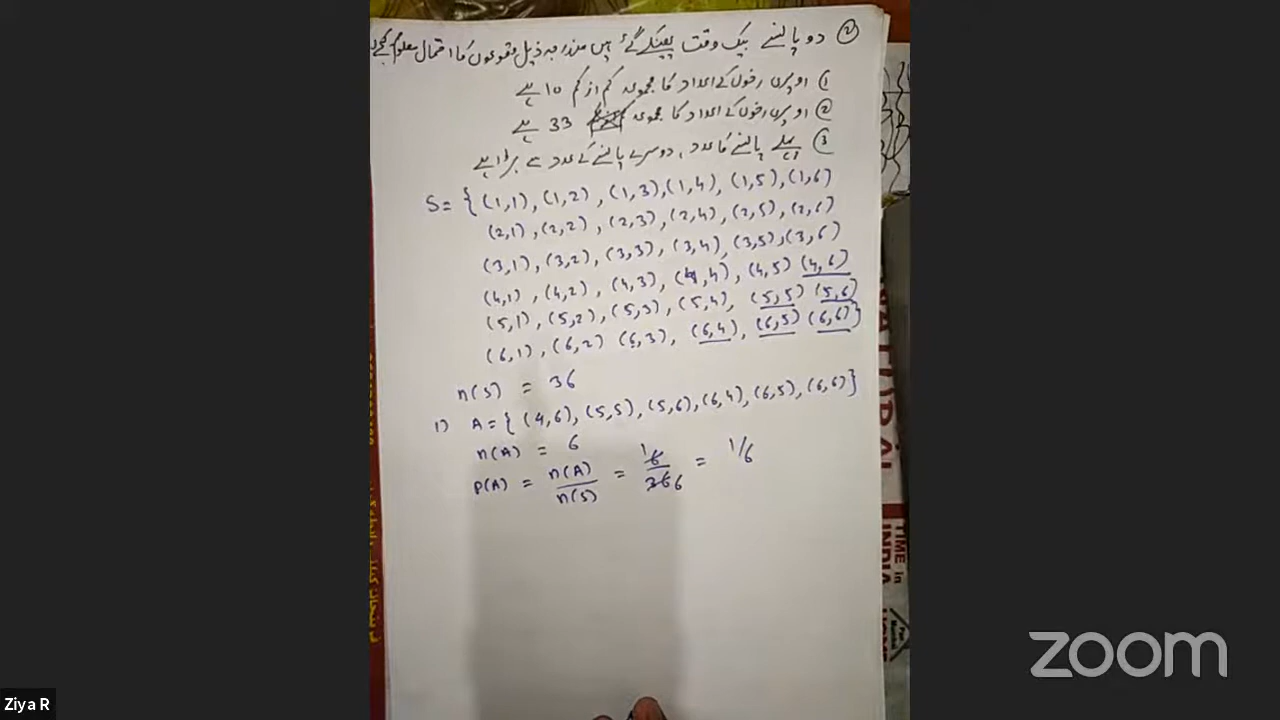 ② دو پانسے بیک وقت پھینکے گئے ہیں مندرجہ ذیل وقوعوں کا احتمال معلوم کیجیے
① اوپری رخوں کے اعداد کا مجموعہ کم از کم 10 ہے
② اوپری رخوں کے اعداد کا مجموعہ 33 ہے
③ پہلے پانسے کا عدد، دوسرے پانسے کے عدد سے بڑا ہے
S = { (1,1), (1,2), (1,3), (1,4), (1,5), (1,6)
(2,1), (2,2), (2,3), (2,4), (2,5), (2,6)
(3,1), (3,2), (3,3), (3,4), (3,5), (3,6)
(4,1), (4,2), (4,3), (4,4), (4,5) (4,6)
(5,1), (5,2), (5,3), (5,4), (5,5) (5,6)
(6,1), (6,2) (6,3), (6,4), (6,5) (6,6) }
n(S) = 36
1) A = { (4,6), (5,5), (5,6), (6,4), (6,5), (6,6) }
n(A) = 6
P(A) = n(A)/n(S) = 6/36 = 1/6
TIME in
INDIA
HOME
zoom
Ziya R